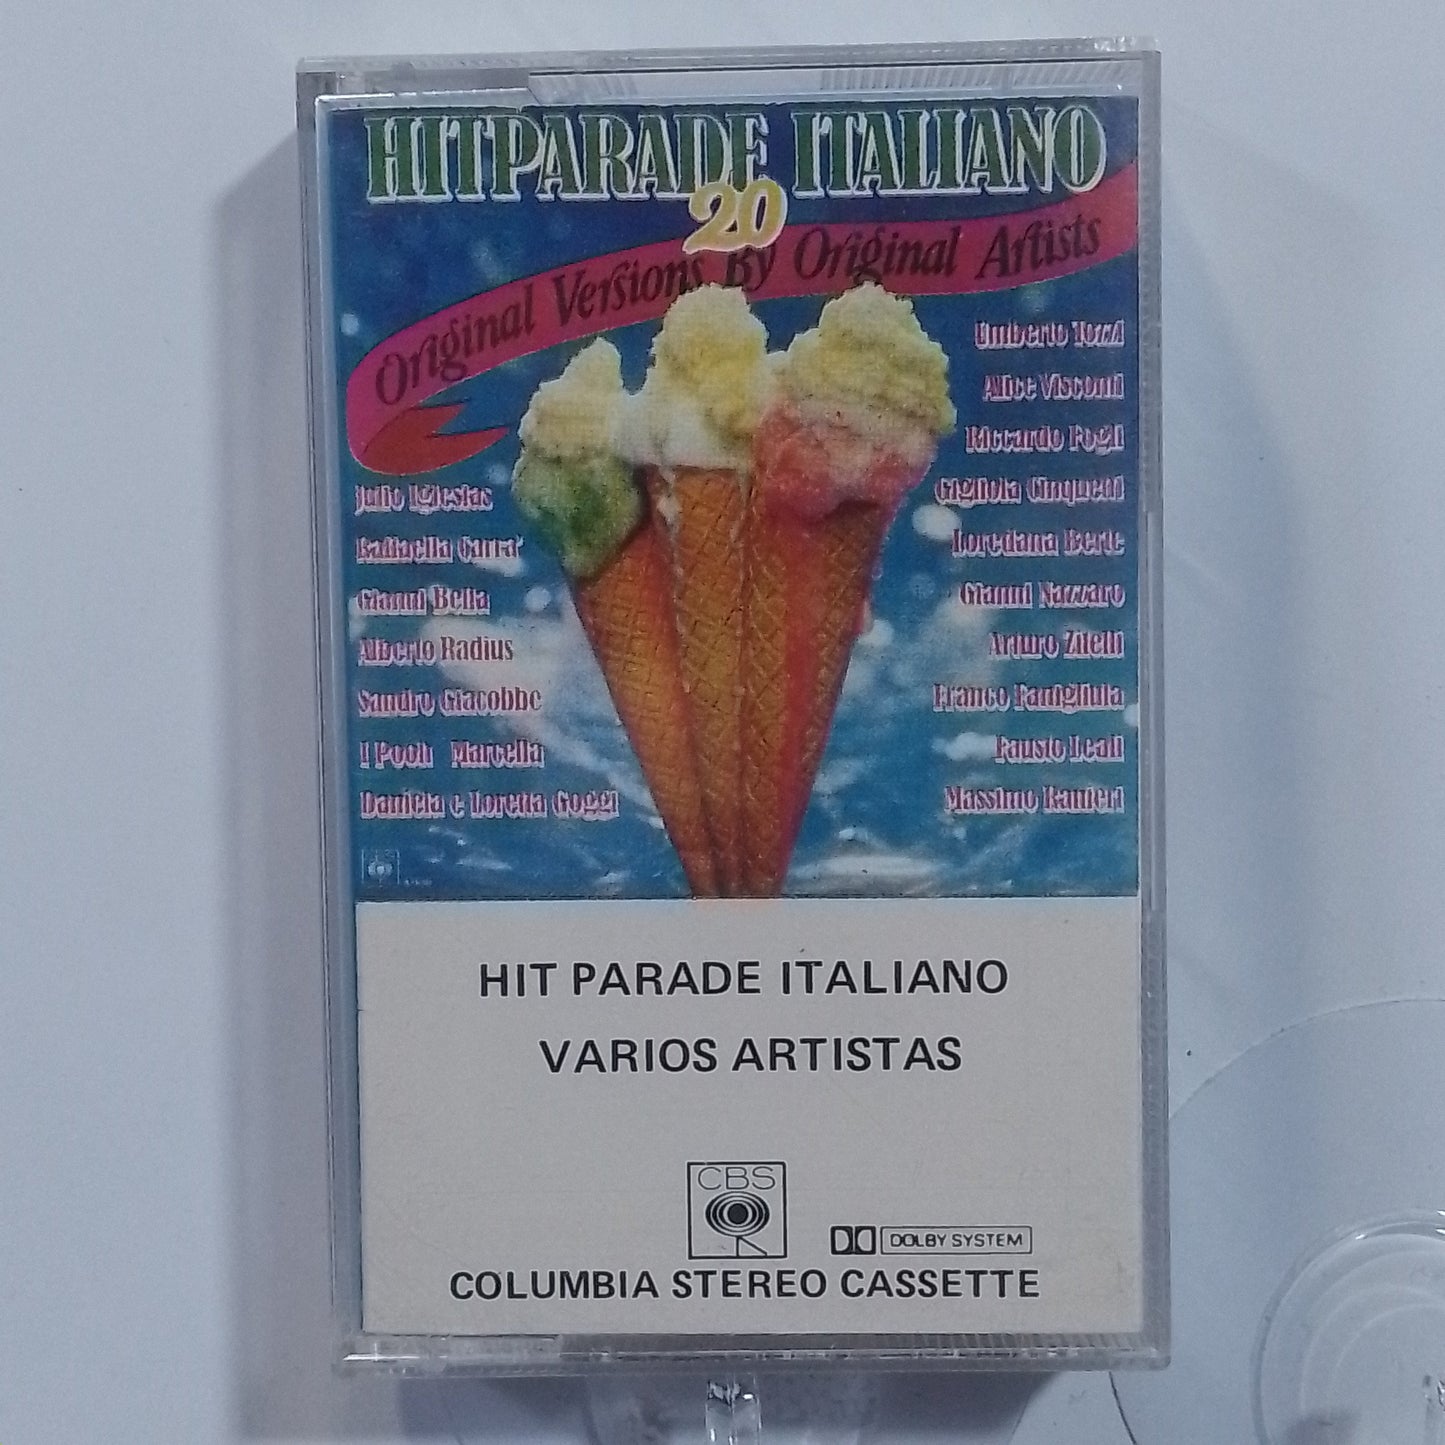 HITPARADE ITALIANO
20
Original Versions By Original Artists
Umberto Tozzi
Alice Visconti
Riccardo Fogli
Gigliola Cinquetti
Loredana Berte
Gianni Nazzaro
Arturo Zitelli
Franco Fanigliula
Fausto Leali
Massimo Ranieri
Julio Iglesias
Raffaella Carra'
Gianni Bella
Alberto Radius
Sandro Giacobbe
I Pooh Marcella
Daniela e Loretta Goggi
HIT PARADE ITALIANO
VARIOS ARTISTAS
CBS
DOLBY SYSTEM
COLUMBIA STEREO CASSETTE